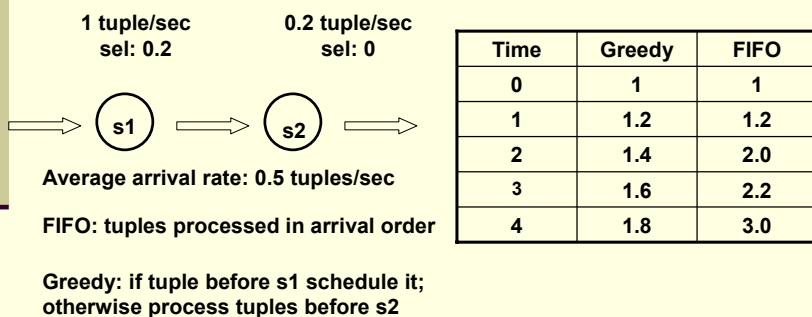 1 tuple/sec
sel: 0.2
0.2 tuple/sec
sel: 0
s1
s2
Average arrival rate: 0.5 tuples/sec
FIFO: tuples processed in arrival order
Greedy: if tuple before s1 schedule it;
otherwise process tuples before s2
Time Greedy FIFO
0 1 1
1 1.2 1.2
2 1.4 2.0
3 1.6 2.2
4 1.8 3.0